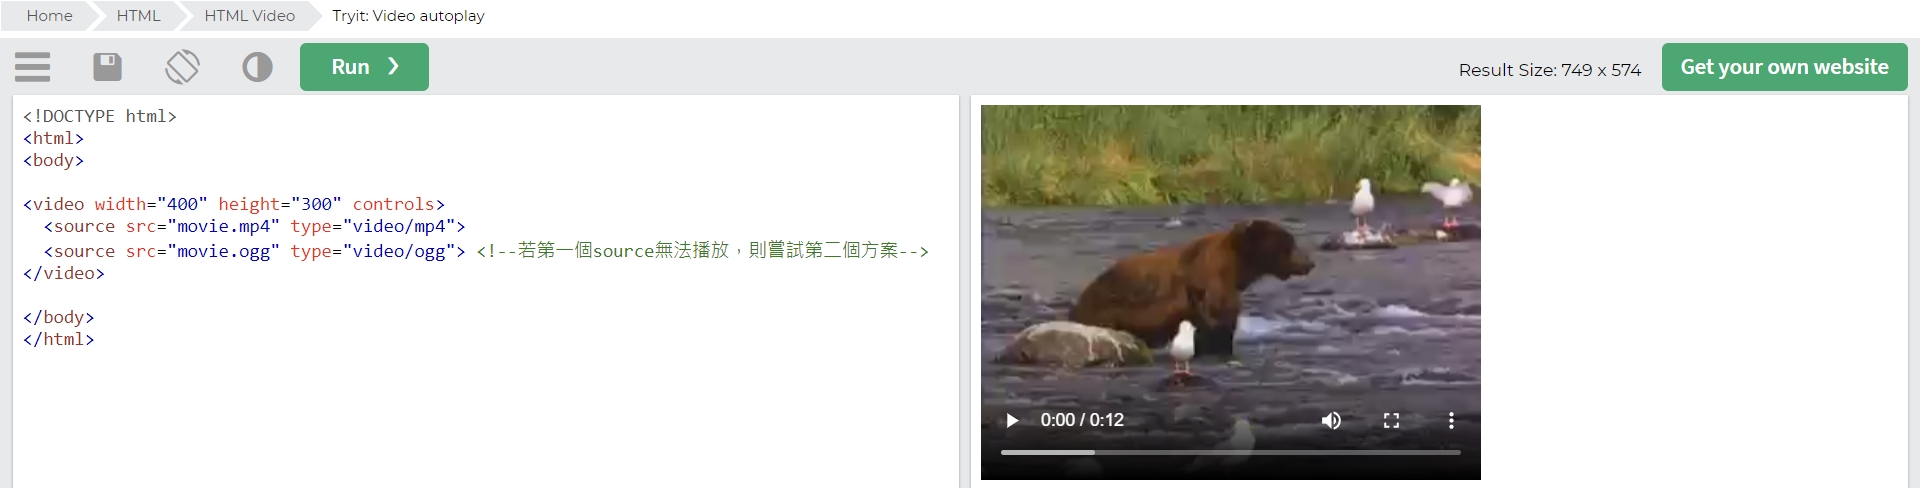 Home HTML HTML Video Tryit: Video autoplay
Run ❯ Result Size: 749 x 574 Get your own website
<!DOCTYPE html>
<html>
<body>
<video width="400" height="300" controls>
<source src="movie.mp4" type="video/mp4">
<source src="movie.ogg" type="video/ogg"> <!--若第一個source無法播放，則嘗試第二個方案-->
</video>
</body>
</html>
0:00 / 0:12